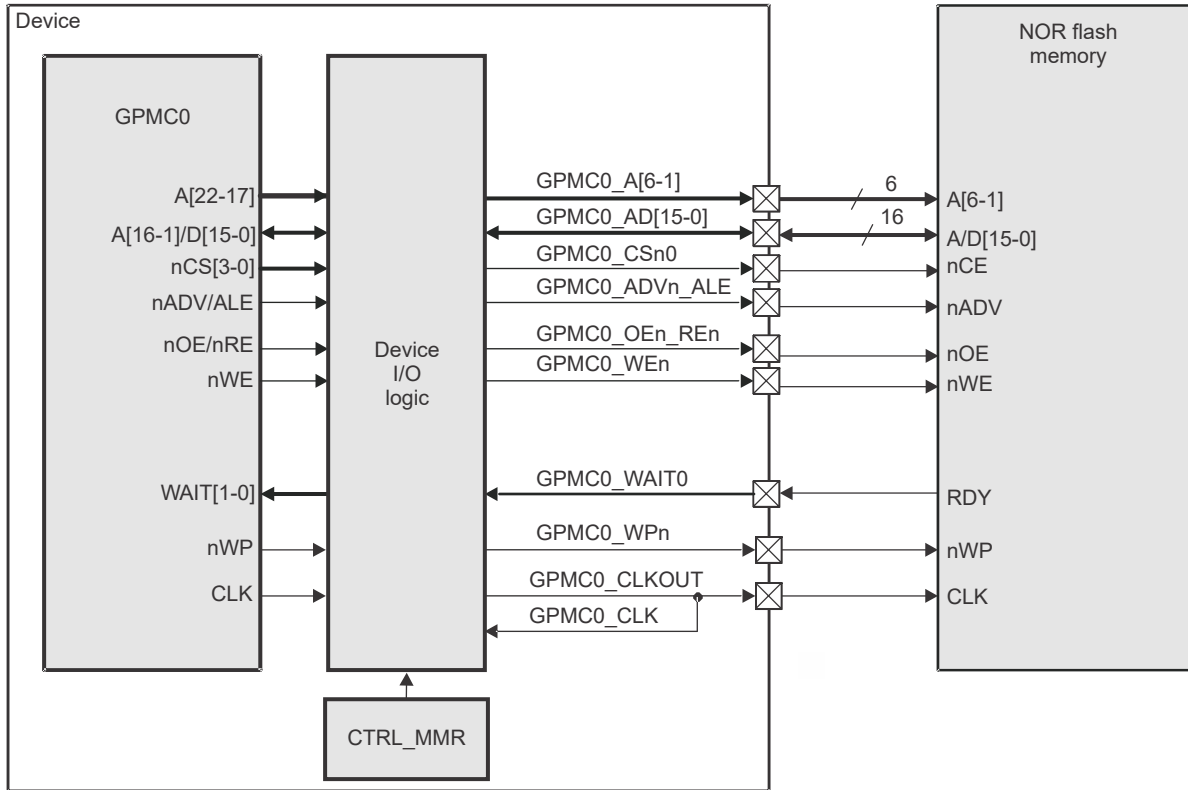 Device
NOR flash
memory
GPMC0
A[22-17]
GPMC0_A[6-1]
6
A[6-1]
A[16-1]/D[15-0]
GPMC0_AD[15-0]
16
A/D[15-0]
nCS[3-0]
GPMC0_CSn0
nCE
nADV/ALE
GPMC0_ADVn_ALE
nADV
nOE/nRE
GPMC0_OEn_REn
nOE
nWE
GPMC0_WEn
nWE
Device
I/O
logic
WAIT[1-0]
GPMC0_WAIT0
RDY
nWP
GPMC0_WPn
nWP
CLK
GPMC0_CLKOUT
CLK
GPMC0_CLK
CTRL_MMR